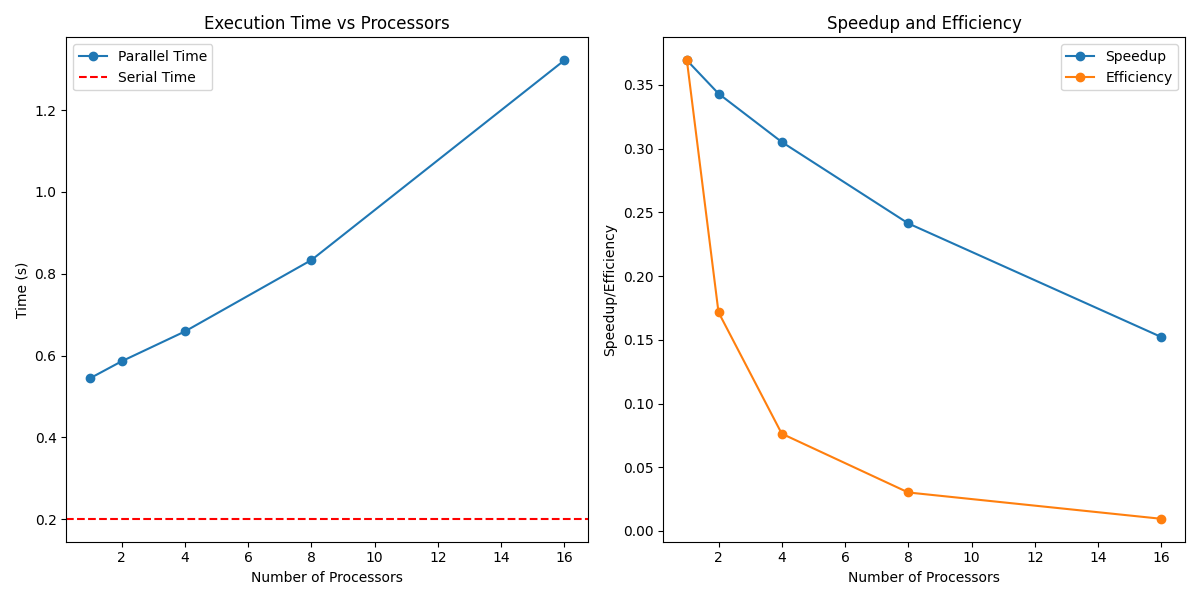 Execution Time vs Processors
Parallel Time
Serial Time
1.2
1.0
0.8
0.6
0.4
0.2
Time (s)
2 4 6 8 10 12 14 16
Number of Processors
Speedup and Efficiency
Speedup
Efficiency
0.35
0.30
0.25
0.20
0.15
0.10
0.05
0.00
Speedup/Efficiency
2 4 6 8 10 12 14 16
Number of Processors